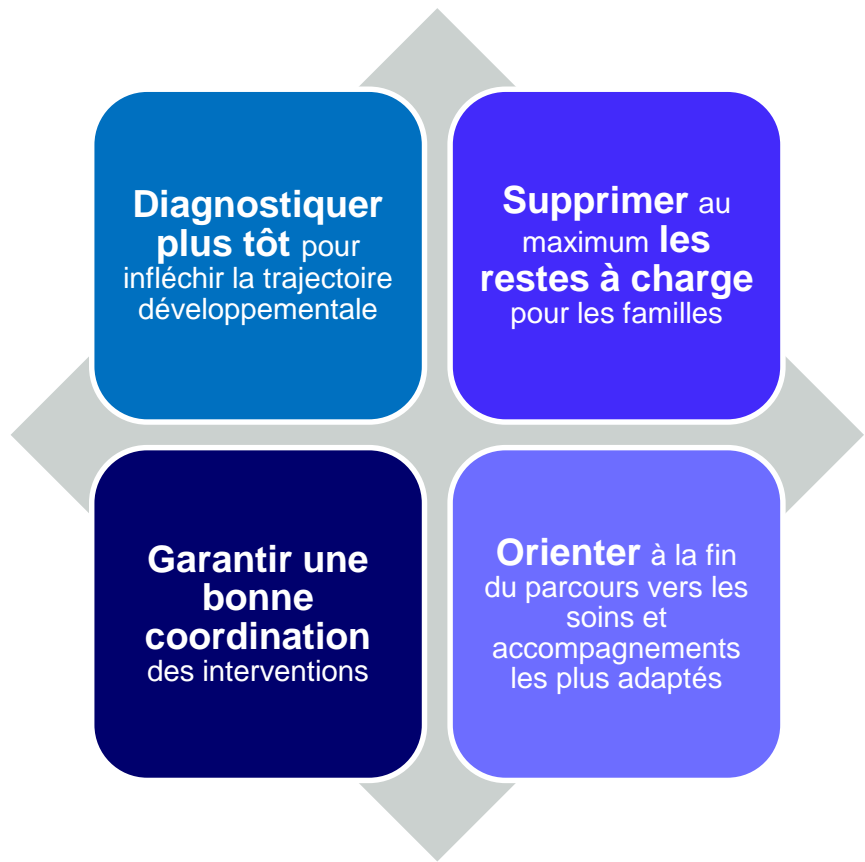 Diagnostiquer
plus tôt pour
infléchir la trajectoire
développementale
Supprimer au
maximum les
restes à charge
pour les familles
Garantir une
bonne
coordination
des interventions
Orienter à la fin
du parcours vers les
soins et
accompagnements
les plus adaptés